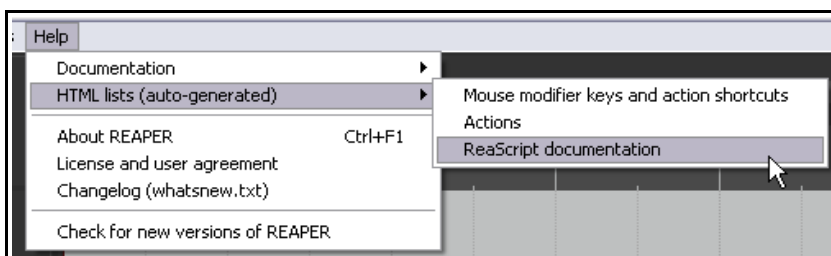 Help
Documentation
HTML lists (auto-generated)
Mouse modifier keys and action shortcuts
Actions
ReaScript documentation
About REAPER Ctrl+F1
License and user agreement
Changelog (whatsnew.txt)
Check for new versions of REAPER